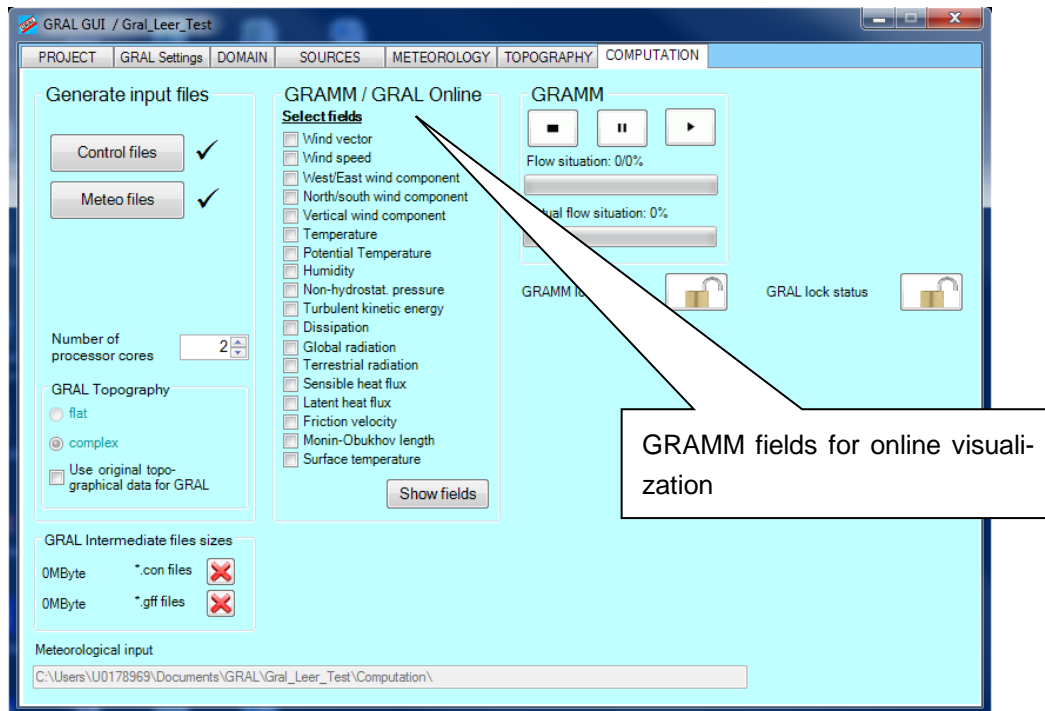 GRAL GUI / Gral_Leer_Test
PROJECT GRAL Settings DOMAIN SOURCES METEOROLOGY TOPOGRAPHY COMPUTATION
Generate input files
Control files
Meteo files
Number of
processor cores
2
GRAL Topography
flat
complex
Use original topo-
graphical data for GRAL
GRAL Intermediate files sizes
0MByte *.con files
0MByte *.gff files
Meteorological input
C:\Users\U0178969\Documents\GRAL\Gral_Leer_Test\Computation\
GRAMM / GRAL Online
Select fields
Wind vector
Wind speed
West/East wind component
North/south wind component
Vertical wind component
Temperature
Potential Temperature
Humidity
Non-hydrostat. pressure
Turbulent kinetic energy
Dissipation
Global radiation
Terrestrial radiation
Sensible heat flux
Latent heat flux
Friction velocity
Monin-Obukhov length
Surface temperature
Show fields
GRAMM
Flow situation: 0/0%
flow situation: 0%
GRAMM
GRAL lock status
GRAMM fields for online visuali-
zation